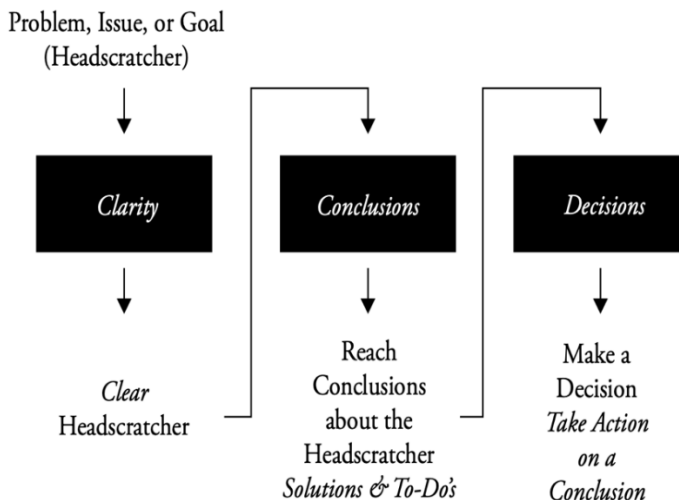 Problem, Issue, or Goal
(Headscratcher)
Clarity
Clear
Headscratcher
Conclusions
Reach
Conclusions
about the
Headscratcher
Solutions & To-Do's
Decisions
Make a
Decision
Take Action
on a
Conclusion